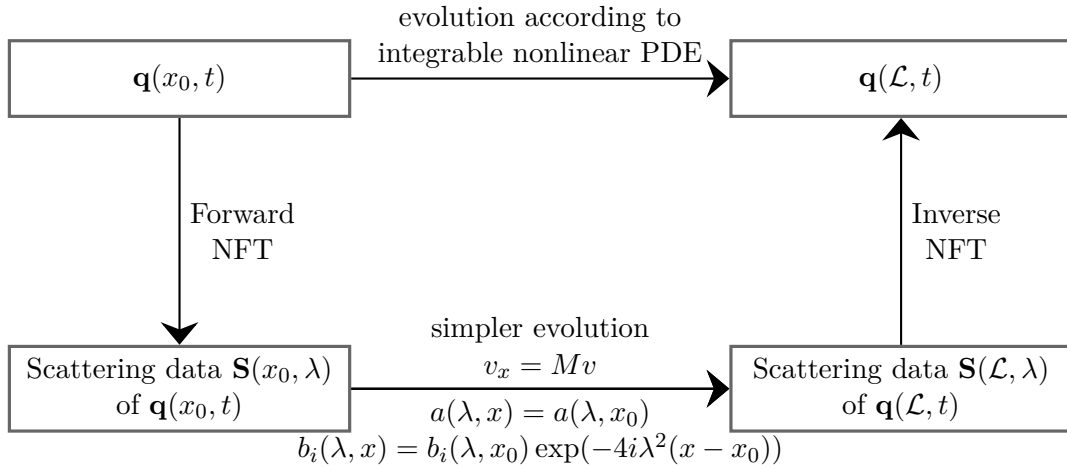 evolution according to
integrable nonlinear PDE
q(x₀, t)
q(ℒ, t)
Forward
NFT
Inverse
NFT
simpler evolution
Scattering data S(x₀, λ)
of q(x₀, t)
v_x = Mv
Scattering data S(ℒ, λ)
of q(ℒ, t)
a(λ, x) = a(λ, x₀)
b_i(λ, x) = b_i(λ, x₀) exp(−4iλ²(x − x₀))